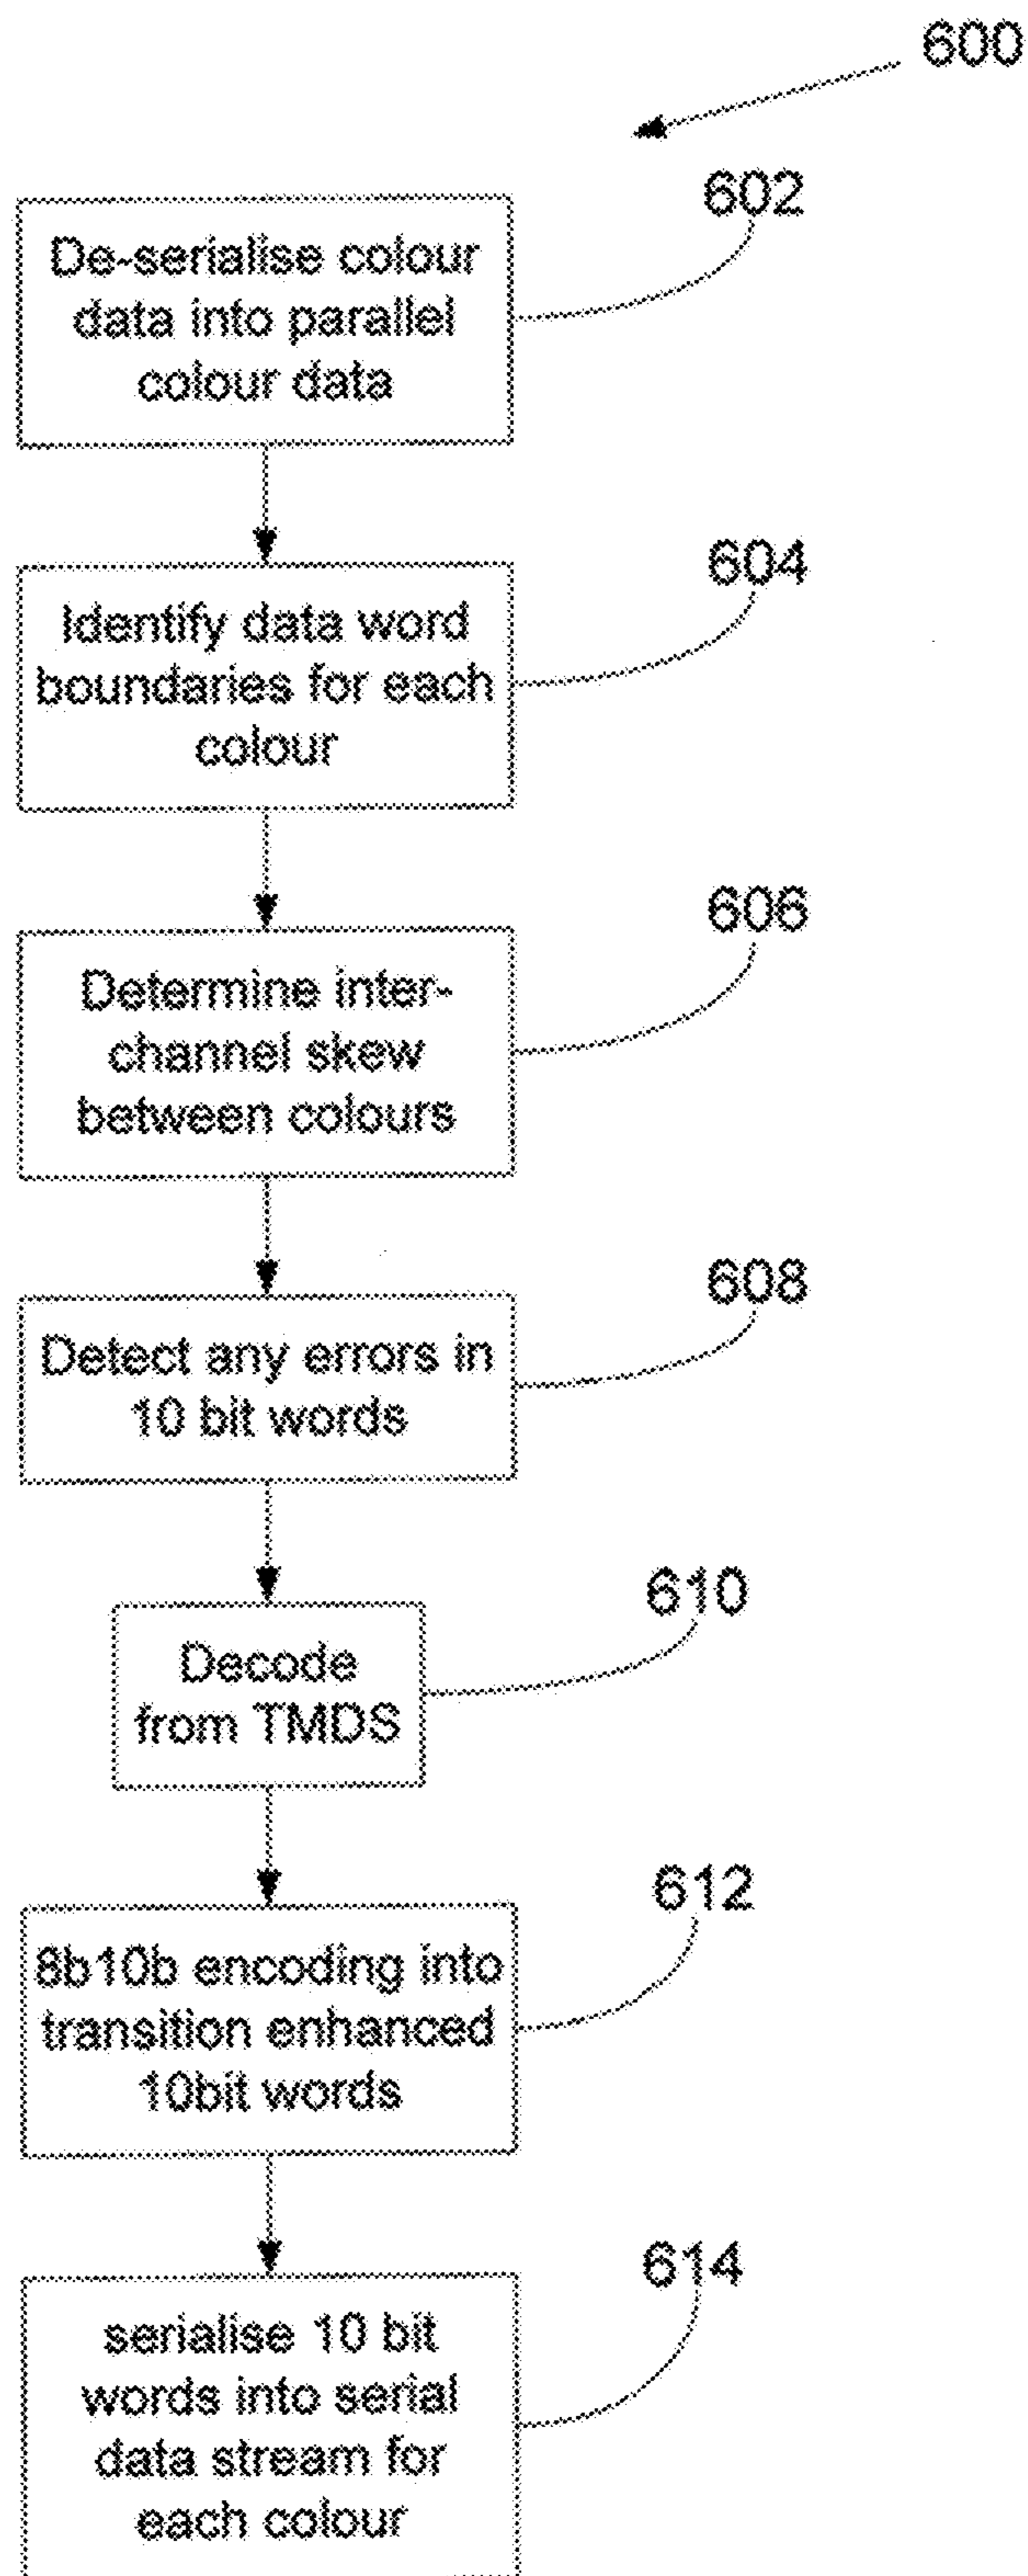 600
602
De-serialise colour
data into parallel
colour data
604
Identify data word
boundaries for each
colour
606
Determine inter-
channel skew
between colours
608
Detect any errors in
10 bit words
610
Decode
from TMDS
612
8b10b encoding into
transition enhanced
10bit words
614
serialise 10 bit
words into serial
data stream for
each colour